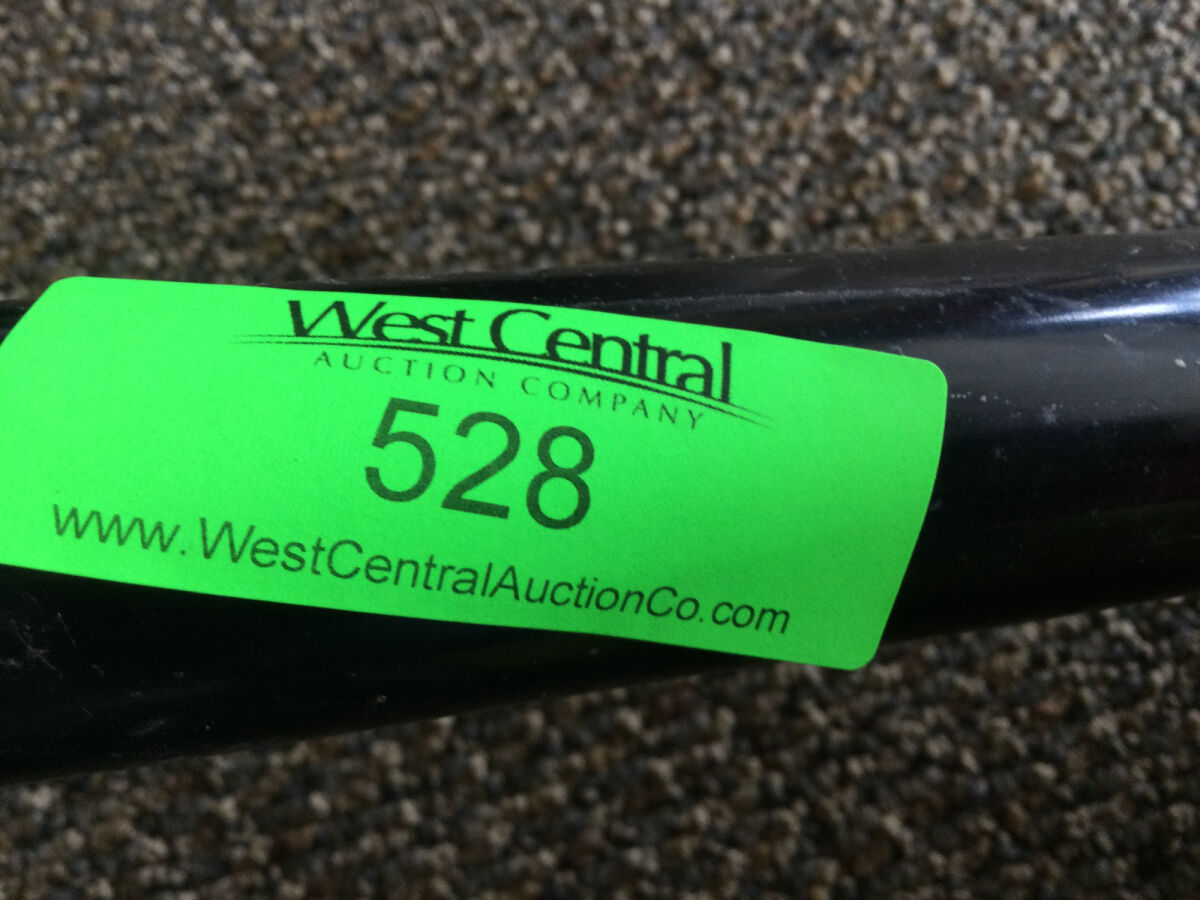 West Central
AUCTION COMPANY
528
www.WestCentralAuctionCo.com